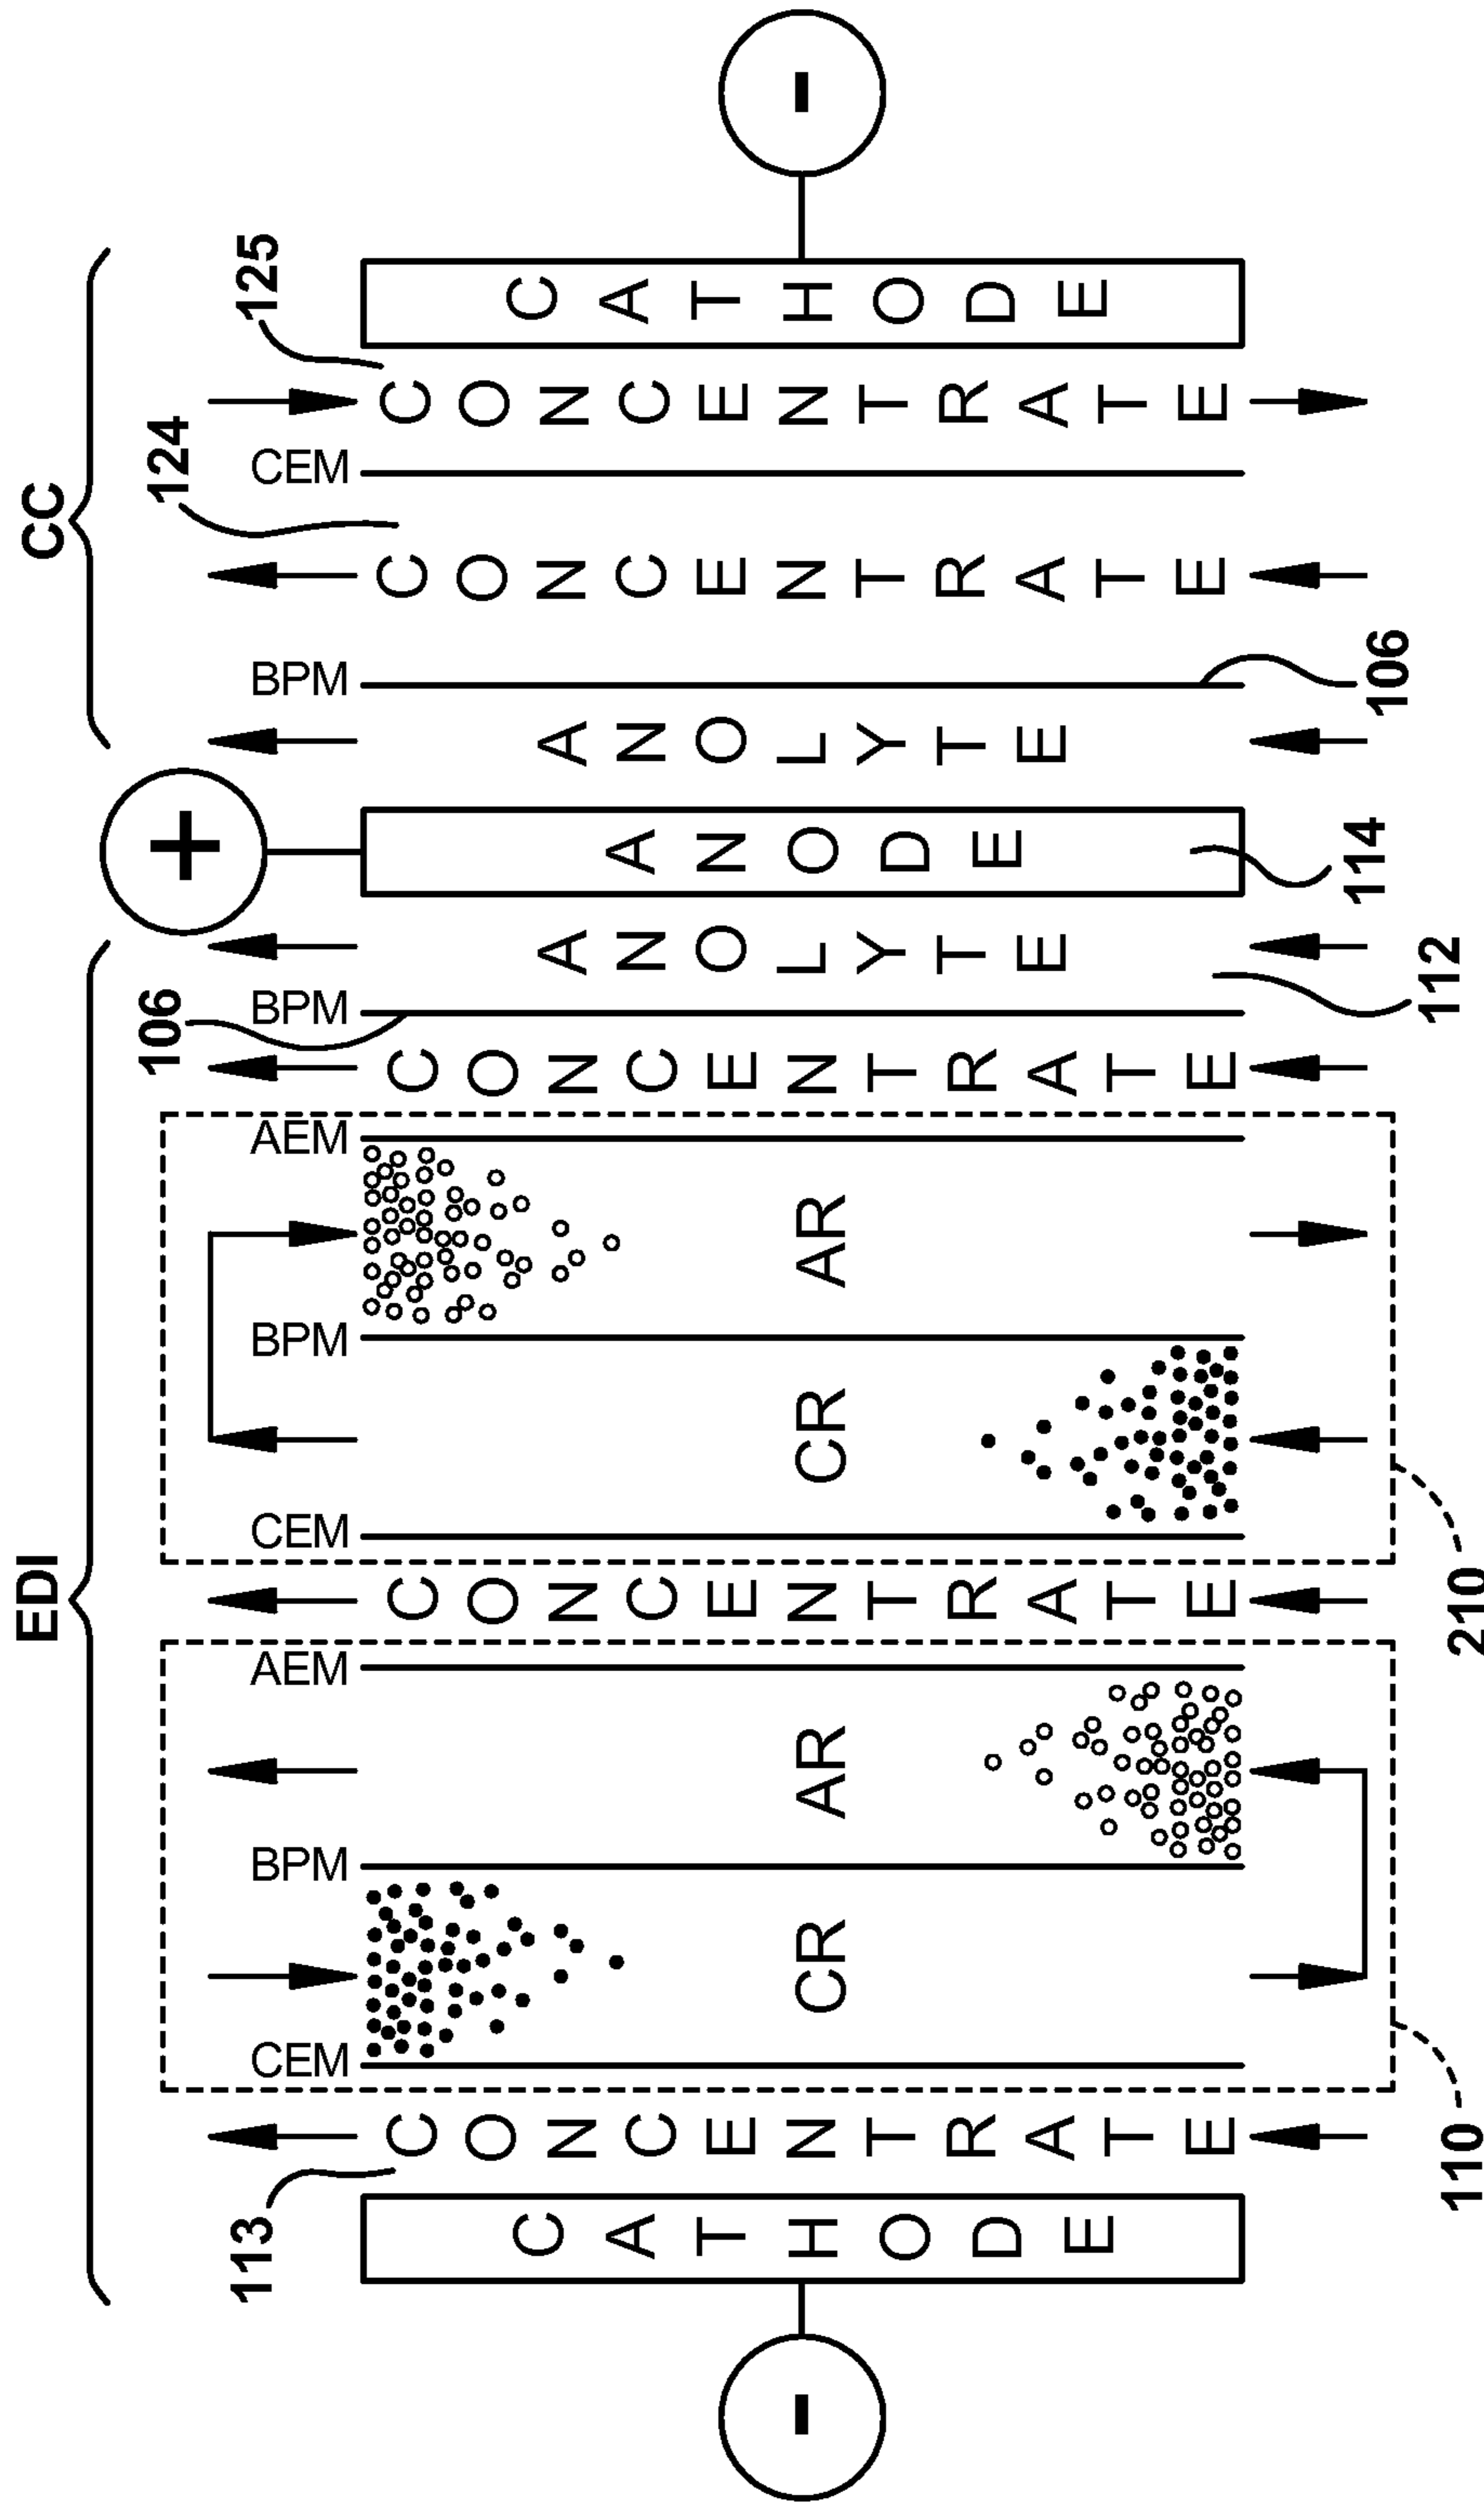 EDI
CC
113
106
124
125
CEM
BPM
AEM
CEM
BPM
AEM
BPM
BPM
CEM
-
CATHODE
CONCENTRATE
CR
AR
CONCENTRATE
CR
AR
CONCENTRATE
ANOLYTE
+
ANODE
ANOLYTE
CONCENTRATE
CONCENTRATE
CATHODE
-
110
210
112
114
106